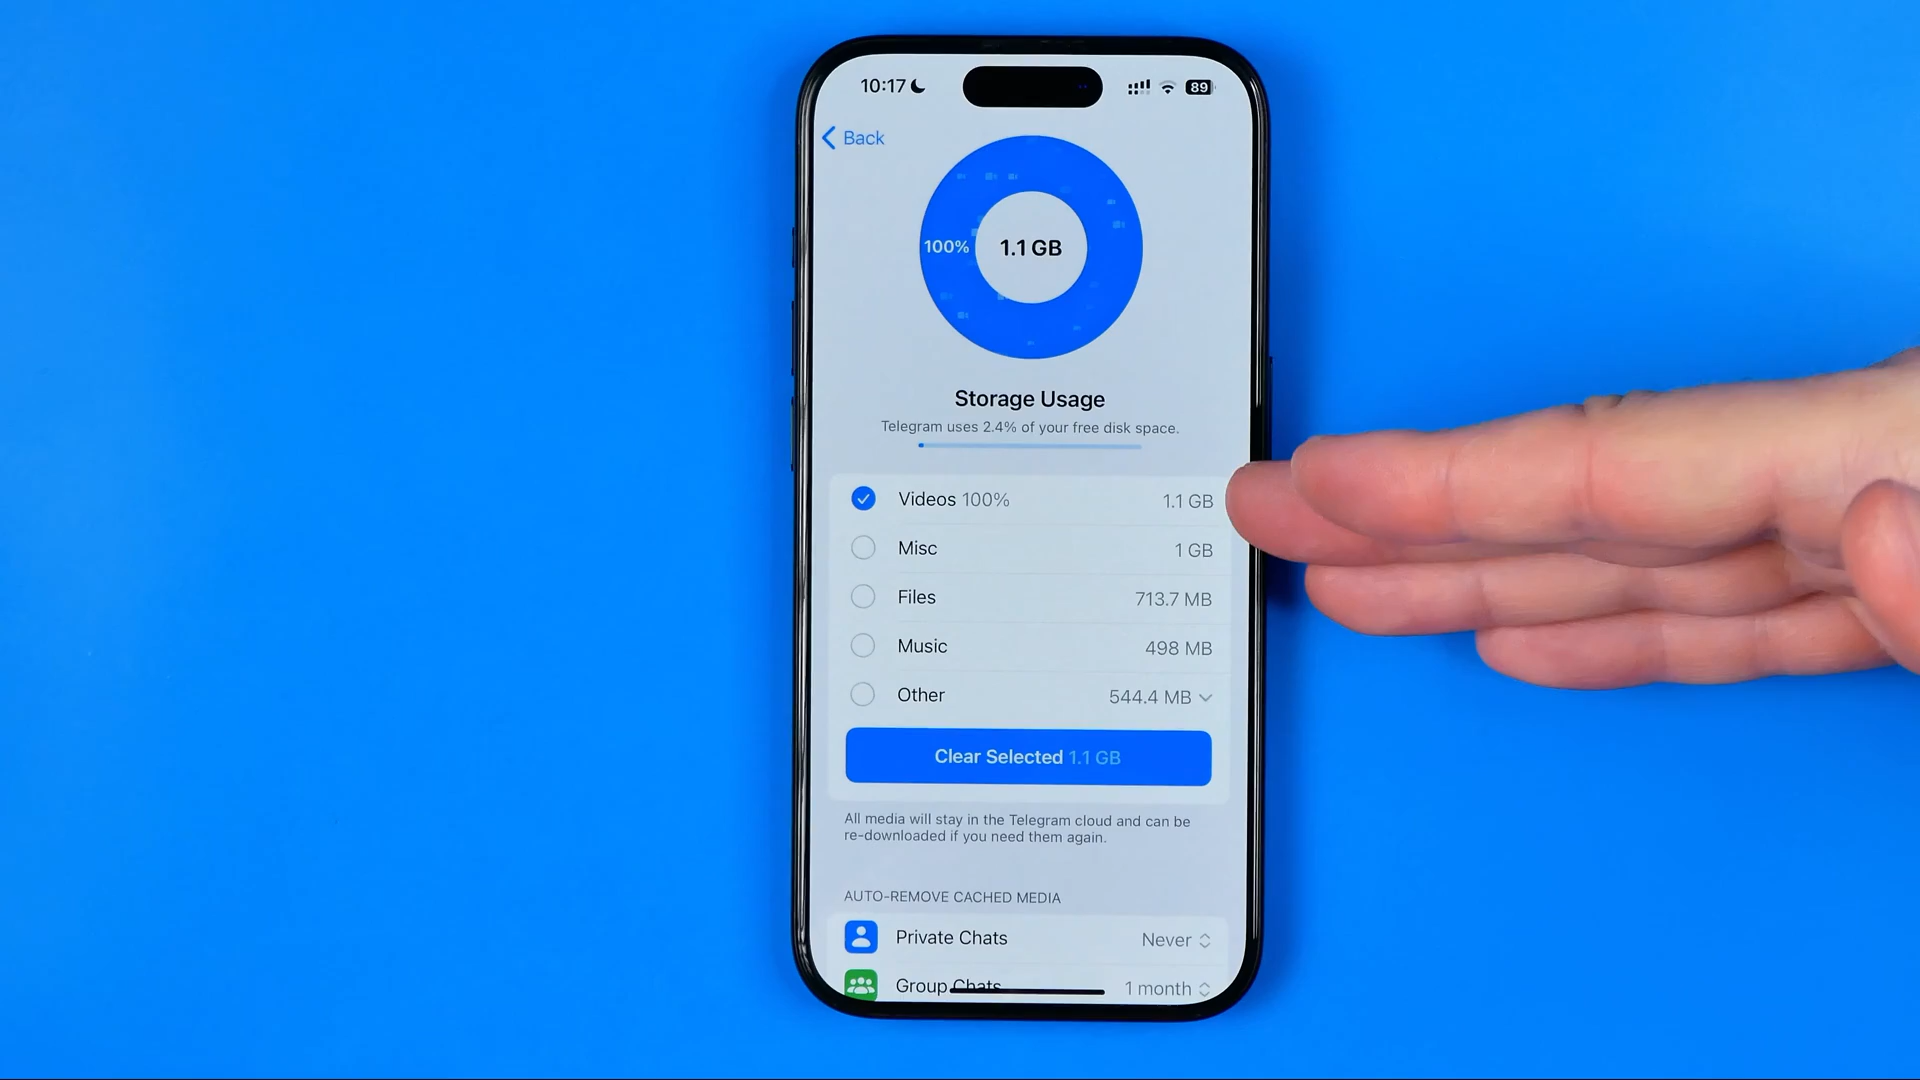 10:17
89
Back
100%
1.1 GB
Storage Usage
Telegram uses 2.4% of your free disk space.
Videos 100% 1.1 GB
Misc 1 GB
Files 713.7 MB
Music 498 MB
Other 544.4 MB
Clear Selected 1.1 GB
All media will stay in the Telegram cloud and can be
re-downloaded if you need them again.
AUTO-REMOVE CACHED MEDIA
Private Chats Never
Group Chats 1 month